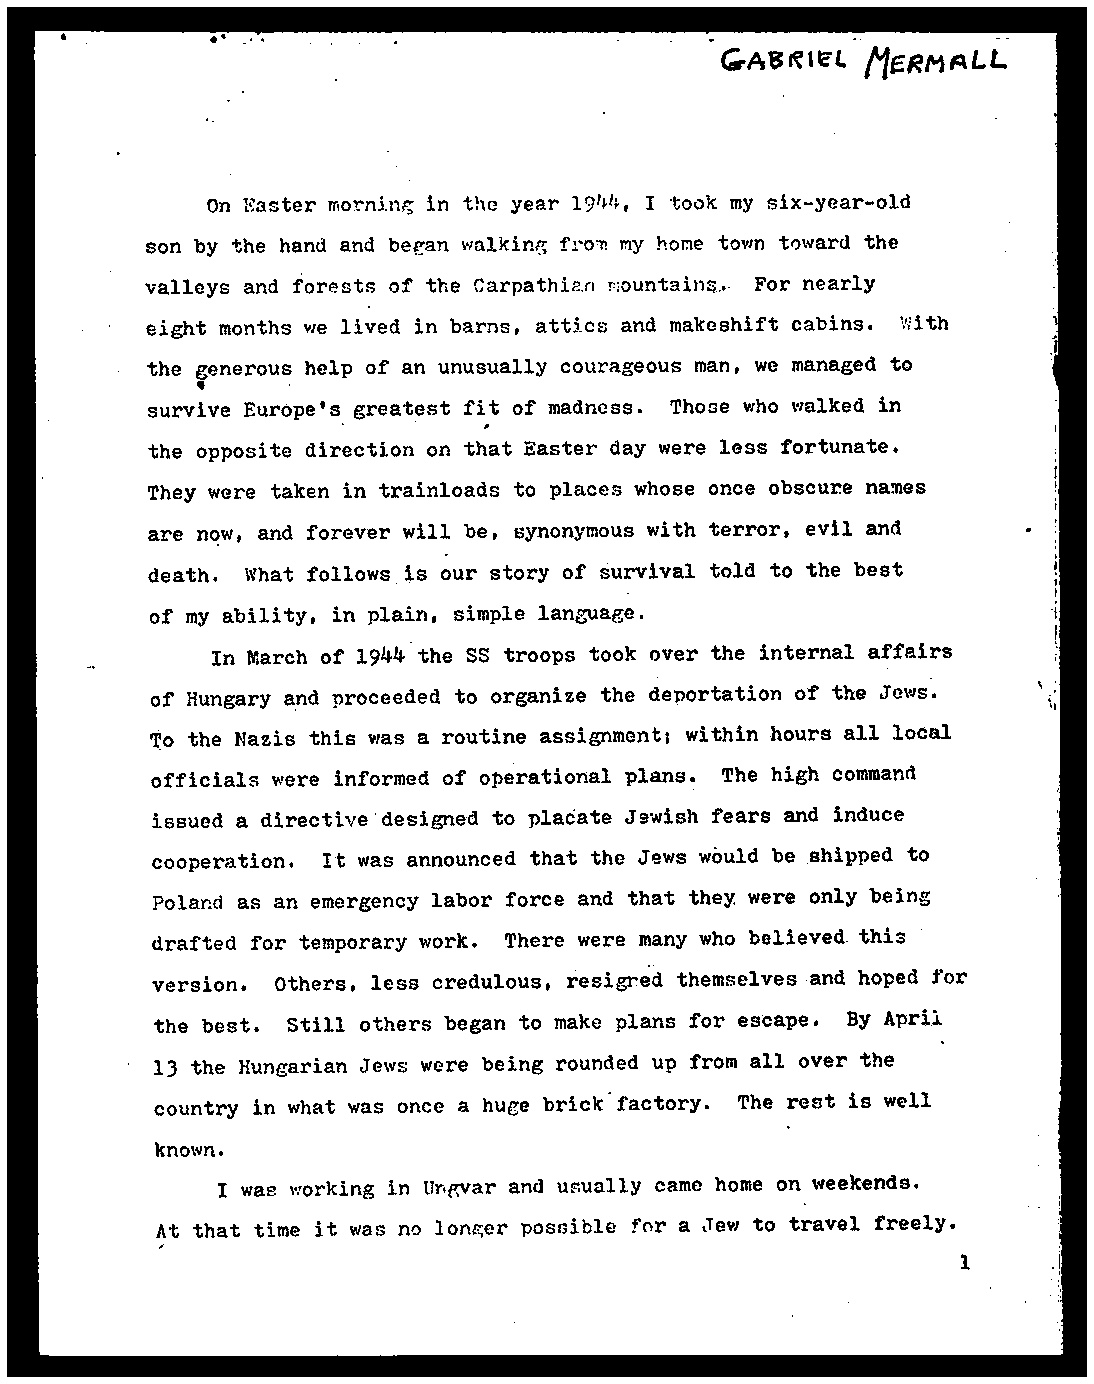 GABRIEL MERMALL
On Easter morning in the year 1944, I took my six-year-old
son by the hand and began walking from my home town toward the
valleys and forests of the Carpathian mountains. For nearly
eight months we lived in barns, attics and makeshift cabins. With
the generous help of an unusually courageous man, we managed to
survive Europe's greatest fit of madness. Those who walked in
the opposite direction on that Easter day were less fortunate.
They were taken in trainloads to places whose once obscure names
are now, and forever will be, synonymous with terror, evil and
death. What follows is our story of survival told to the best
of my ability, in plain, simple language.
In March of 1944 the SS troops took over the internal affairs
of Hungary and proceeded to organize the deportation of the Jews.
To the Nazis this was a routine assignment; within hours all local
officials were informed of operational plans. The high command
issued a directive designed to placate Jewish fears and induce
cooperation. It was announced that the Jews would be shipped to
Poland as an emergency labor force and that they were only being
drafted for temporary work. There were many who believed this
version. Others, less credulous, resigred themselves and hoped for
the best. Still others began to make plans for escape. By April
13 the Hungarian Jews were being rounded up from all over the
country in what was once a huge brick factory. The rest is well
known.
I was working in Ungvar and usually came home on weekends.
At that time it was no longer possible for a Jew to travel freely.
1